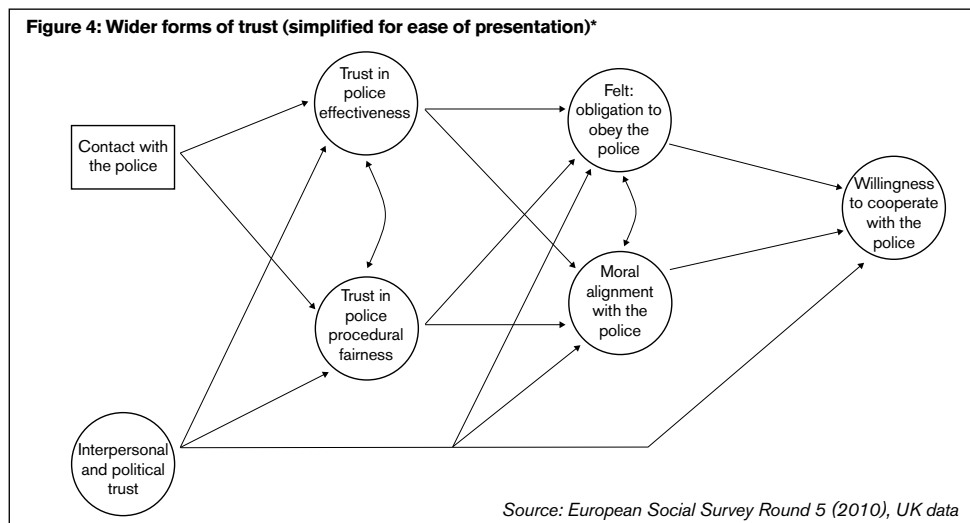 Figure 4: Wider forms of trust (simplified for ease of presentation)*
Trust in
police
effectiveness
Felt:
obligation to
obey the
police
Contact with
the police
Willingness
to cooperate
with the
police
Trust in
police
procedural
fairness
Moral
alignment
with the
police
Interpersonal
and political
trust
Source: European Social Survey Round 5 (2010), UK data